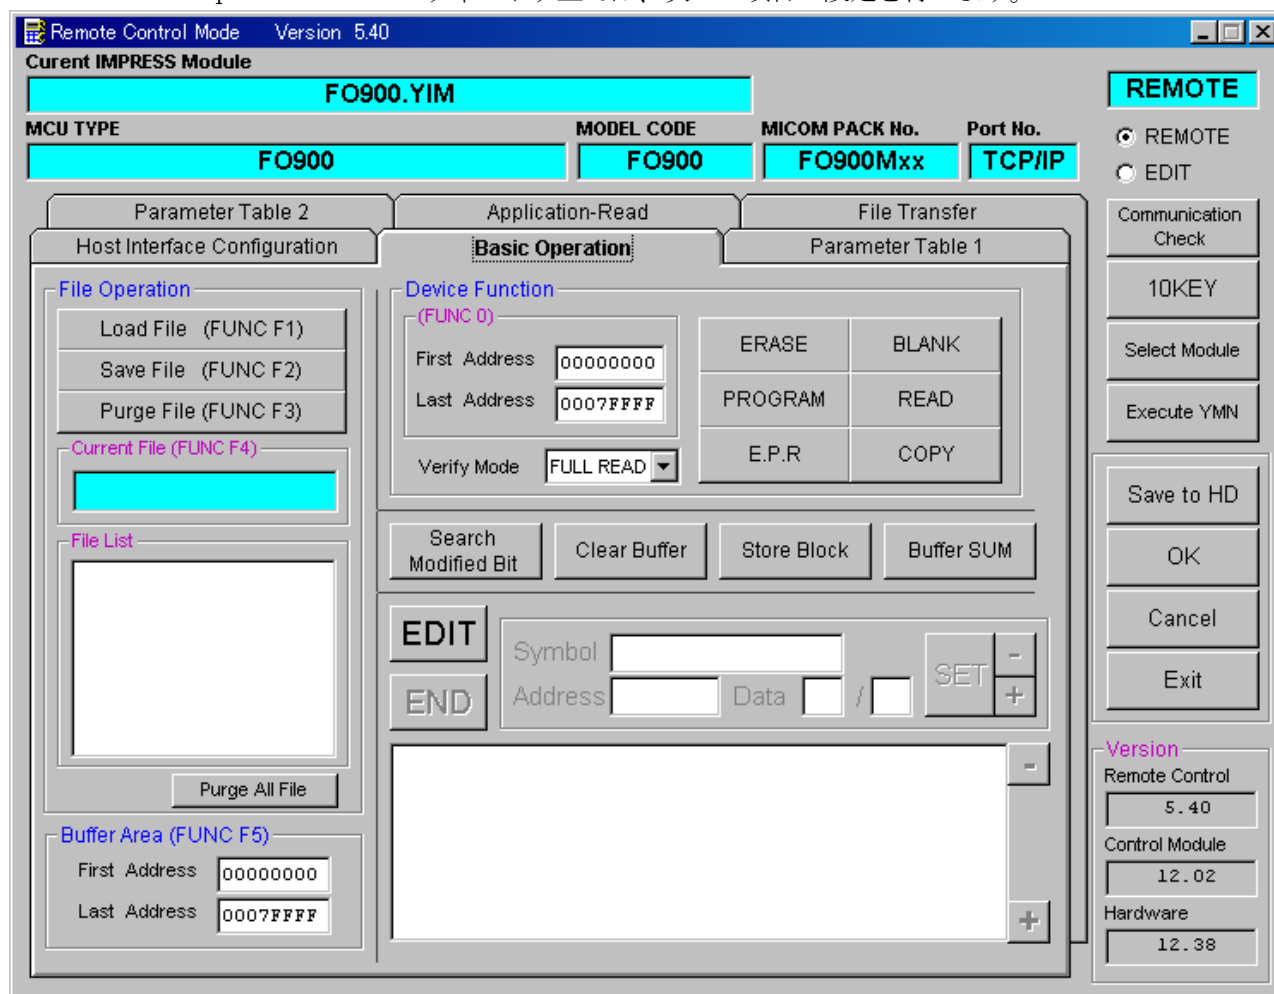 Remote Control Mode Version 5.40
Curent IMPRESS Module
FO900.YIM
REMOTE
MCU TYPE MODEL CODE MICOM PACK No. Port No.
FO900 FO900 FO900Mxx TCP/IP
REMOTE
EDIT
Parameter Table 2 Application-Read File Transfer
Host Interface Configuration Basic Operation Parameter Table 1
Communication
Check
10KEY
Select Module
Execute YMN
Save to HD
OK
Cancel
Exit
File Operation
Load File (FUNC F1)
Save File (FUNC F2)
Purge File (FUNC F3)
Current File (FUNC F4)
File List
Purge All File
Buffer Area (FUNC F5)
First Address 00000000
Last Address 0007FFFF
Device Function
(FUNC 0)
First Address 00000000
Last Address 0007FFFF
Verify Mode FULL READ
ERASE BLANK
PROGRAM READ
E.P.R COPY
Search
Modified Bit
Clear Buffer
Store Block
Buffer SUM
EDIT
END
Symbol
Address Data /
SET
-
+
-
+
Version
Remote Control
5.40
Control Module
12.02
Hardware
12.38